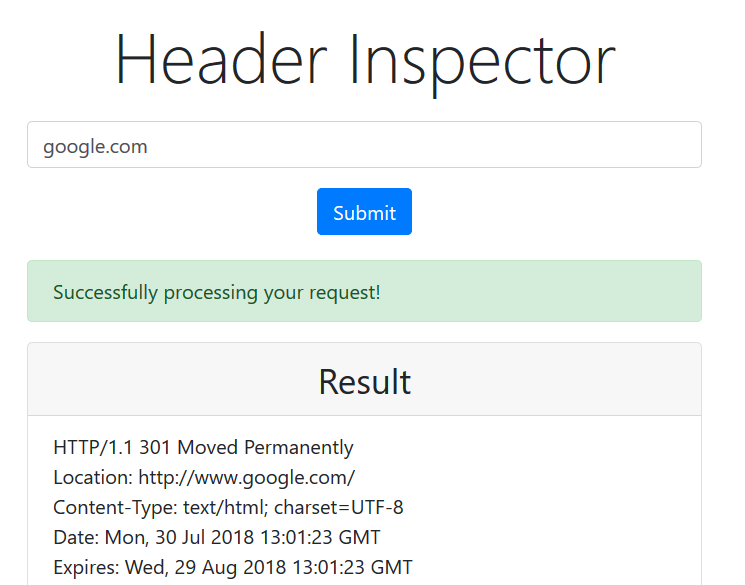 Header Inspector
google.com
Submit
Successfully processing your request!
Result
HTTP/1.1 301 Moved Permanently
Location: http://www.google.com/
Content-Type: text/html; charset=UTF-8
Date: Mon, 30 Jul 2018 13:01:23 GMT
Expires: Wed, 29 Aug 2018 13:01:23 GMT